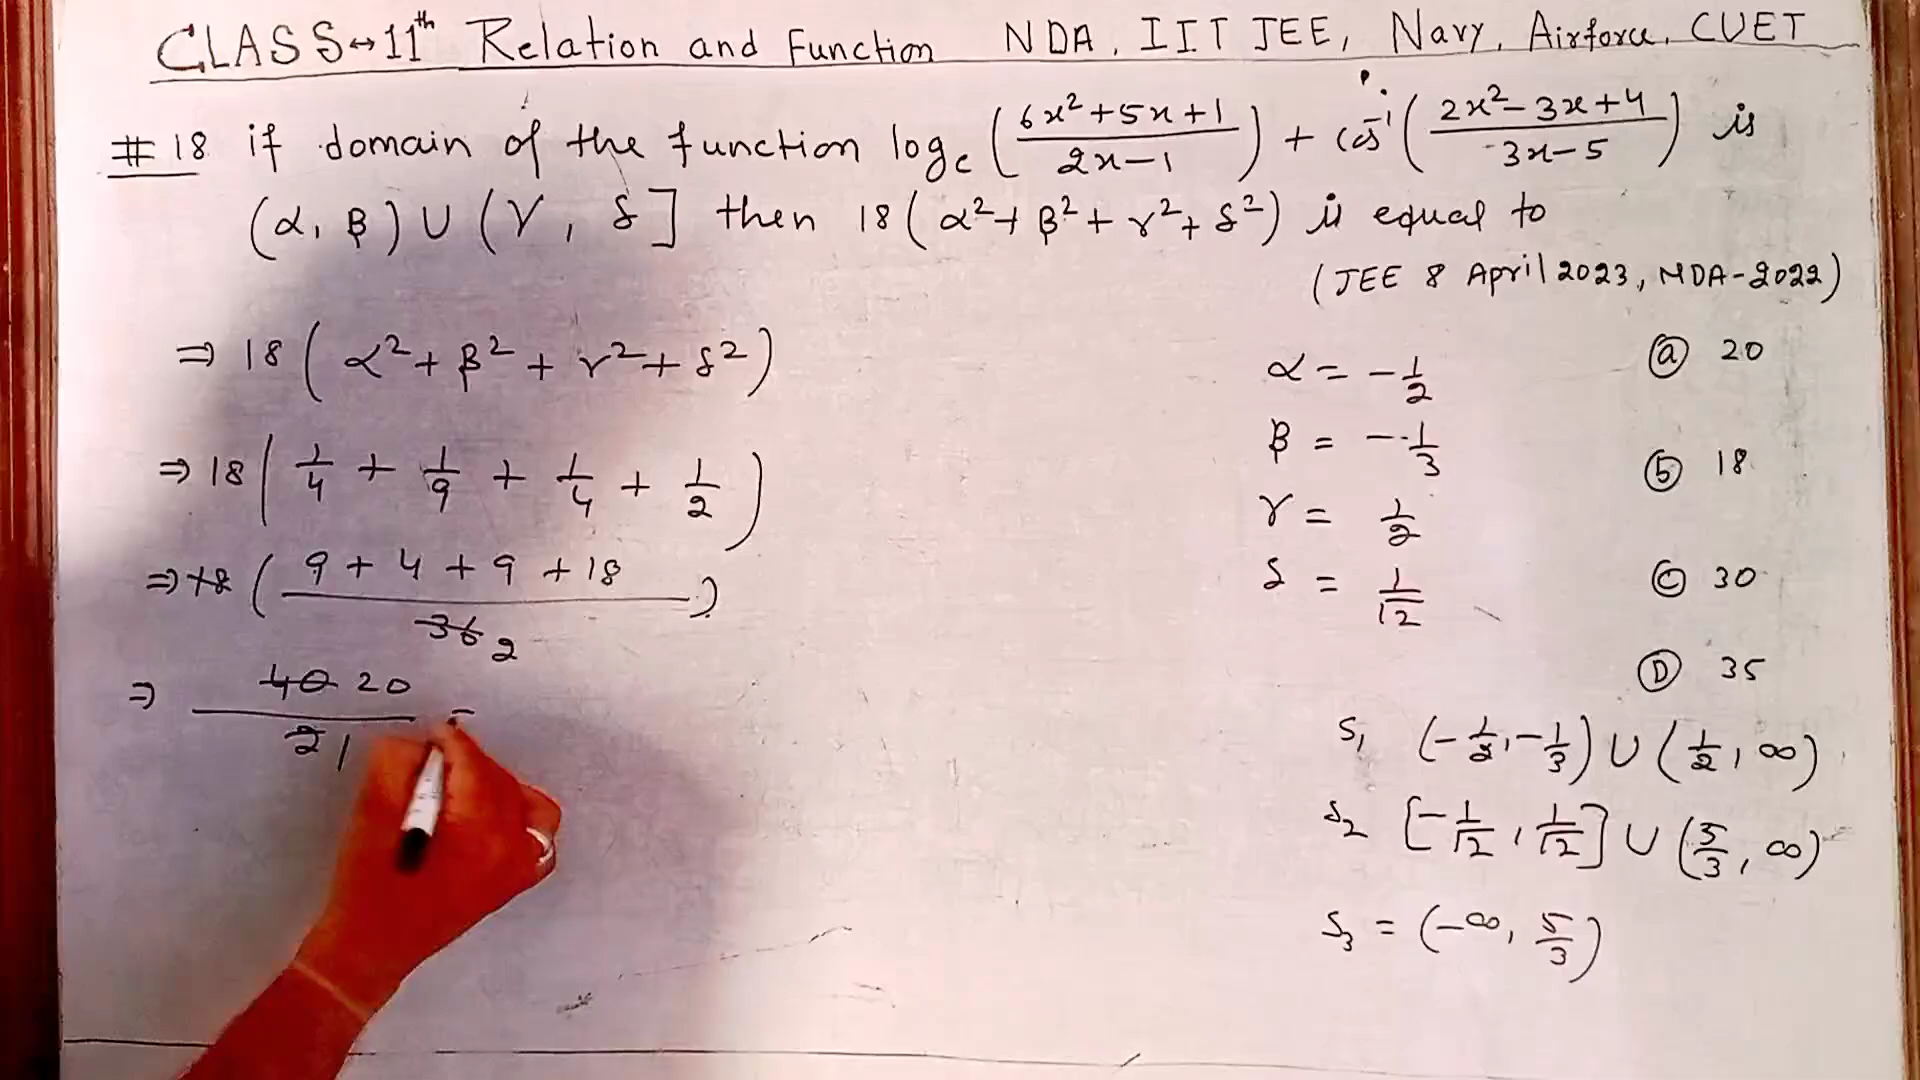 CLASS↔11th Relation and Function NDA, IIT JEE, Navy, Airforce, CUET
#18 if domain of the function logₑ((6x²+5x+1)/(2x-1)) + cos⁻¹((2x²-3x+4)/(3x-5)) is
(α, β) ∪ (γ, δ] then 18(α²+β²+γ²+δ²) is equal to
(JEE 8 April 2023, NDA-2022)
⇒ 18(α²+β²+γ²+δ²)
⇒ 18(1/4 + 1/9 + 1/4 + 1/2)
⇒ 18((9+4+9+18)/36 2)
⇒ 40 20 / 2 1 =
α = -1/2
β = -1/3
γ = 1/2
δ = 1/√2
(a) 20
(b) 18
(c) 30
(D) 35
S₁ (-1/2, -1/3) ∪ (1/2, ∞)
S₂ [-1/√2, 1/√2] ∪ (5/3, ∞)
S₃ = (-∞, 5/3)